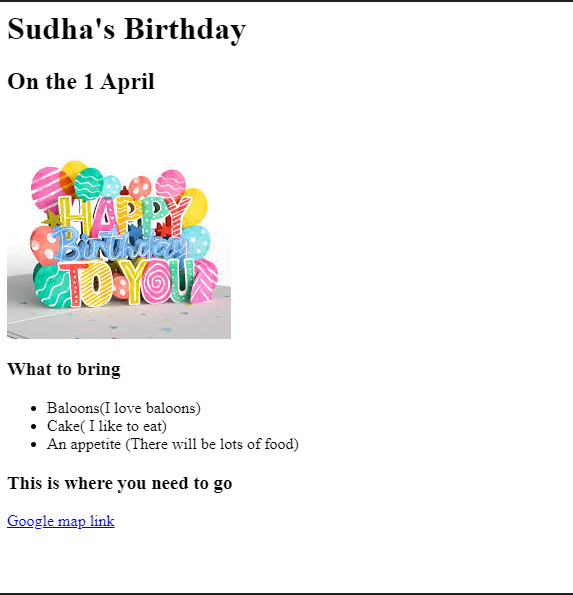 Sudha's Birthday
On the 1 April
HAPPY
Birthday
TO YOU
What to bring
Baloons(I love baloons)
Cake( I like to eat)
An appetite (There will be lots of food)
This is where you need to go
Google map link